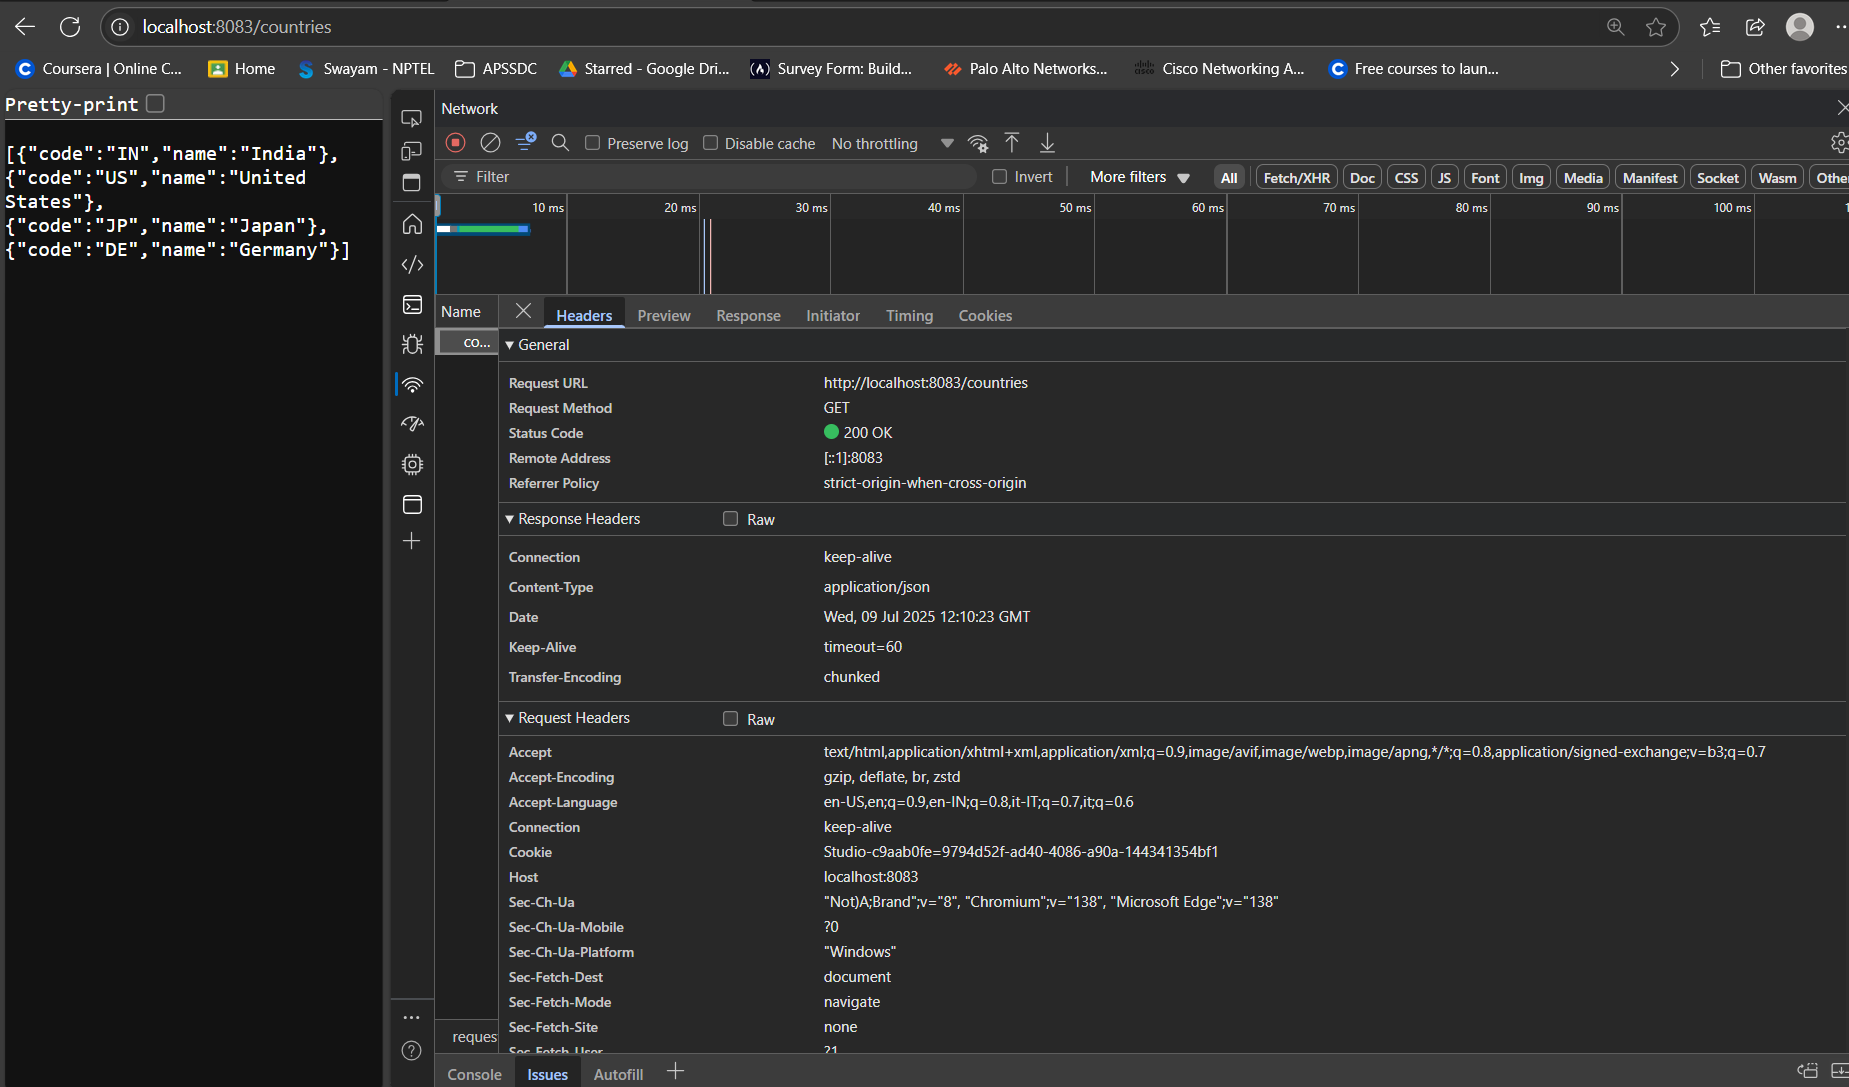 localhost:8083/countries
Coursera | Online C... Home Swayam - NPTEL APSSDC Starred - Google Dri... Survey Form: Build... Palo Alto Networks... Cisco Networking A... Free courses to laun... Other favorites
Pretty-print
[{"code":"IN","name":"India"},
{"code":"US","name":"United
States"},
{"code":"JP","name":"Japan"},
{"code":"DE","name":"Germany"}]
Network
Preserve log Disable cache No throttling
Filter Invert More filters All Fetch/XHR Doc CSS JS Font Img Media Manifest Socket Wasm Othe
10 ms 20 ms 30 ms 40 ms 50 ms 60 ms 70 ms 80 ms 90 ms 100 ms 1
Name Headers Preview Response Initiator Timing Cookies
co...
General
Request URL http://localhost:8083/countries
Request Method GET
Status Code 200 OK
Remote Address [::1]:8083
Referrer Policy strict-origin-when-cross-origin
Response Headers Raw
Connection keep-alive
Content-Type application/json
Date Wed, 09 Jul 2025 12:10:23 GMT
Keep-Alive timeout=60
Transfer-Encoding chunked
Request Headers Raw
Accept text/html,application/xhtml+xml,application/xml;q=0.9,image/avif,image/webp,image/apng,*/*;q=0.8,application/signed-exchange;v=b3;q=0.7
Accept-Encoding gzip, deflate, br, zstd
Accept-Language en-US,en;q=0.9,en-IN;q=0.8,it-IT;q=0.7,it;q=0.6
Connection keep-alive
Cookie Studio-c9aab0fe=9794d52f-ad40-4086-a90a-144341354bf1
Host localhost:8083
Sec-Ch-Ua "Not)A;Brand";v="8", "Chromium";v="138", "Microsoft Edge";v="138"
Sec-Ch-Ua-Mobile ?0
Sec-Ch-Ua-Platform "Windows"
Sec-Fetch-Dest document
Sec-Fetch-Mode navigate
Sec-Fetch-Site none
Sec-Fetch-User ?1
reques
Console Issues Autofill